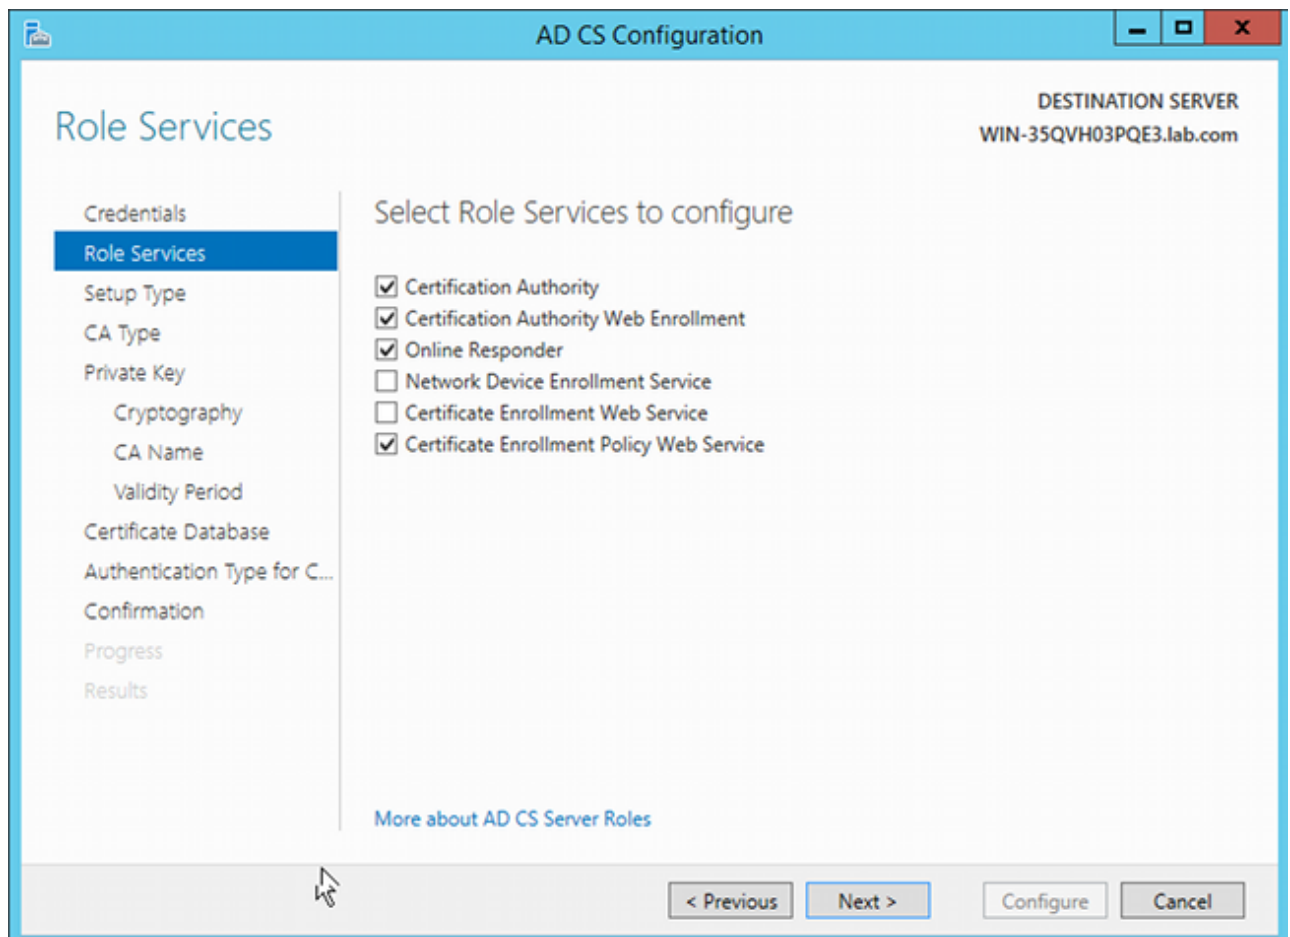 AD CS Configuration
Role Services
DESTINATION SERVER
WIN-35QVH03PQE3.lab.com
Credentials
Role Services
Setup Type
CA Type
Private Key
Cryptography
CA Name
Validity Period
Certificate Database
Authentication Type for C...
Confirmation
Progress
Results
Select Role Services to configure
Certification Authority
Certification Authority Web Enrollment
Online Responder
Network Device Enrollment Service
Certificate Enrollment Web Service
Certificate Enrollment Policy Web Service
More about AD CS Server Roles
< Previous
Next >
Configure
Cancel